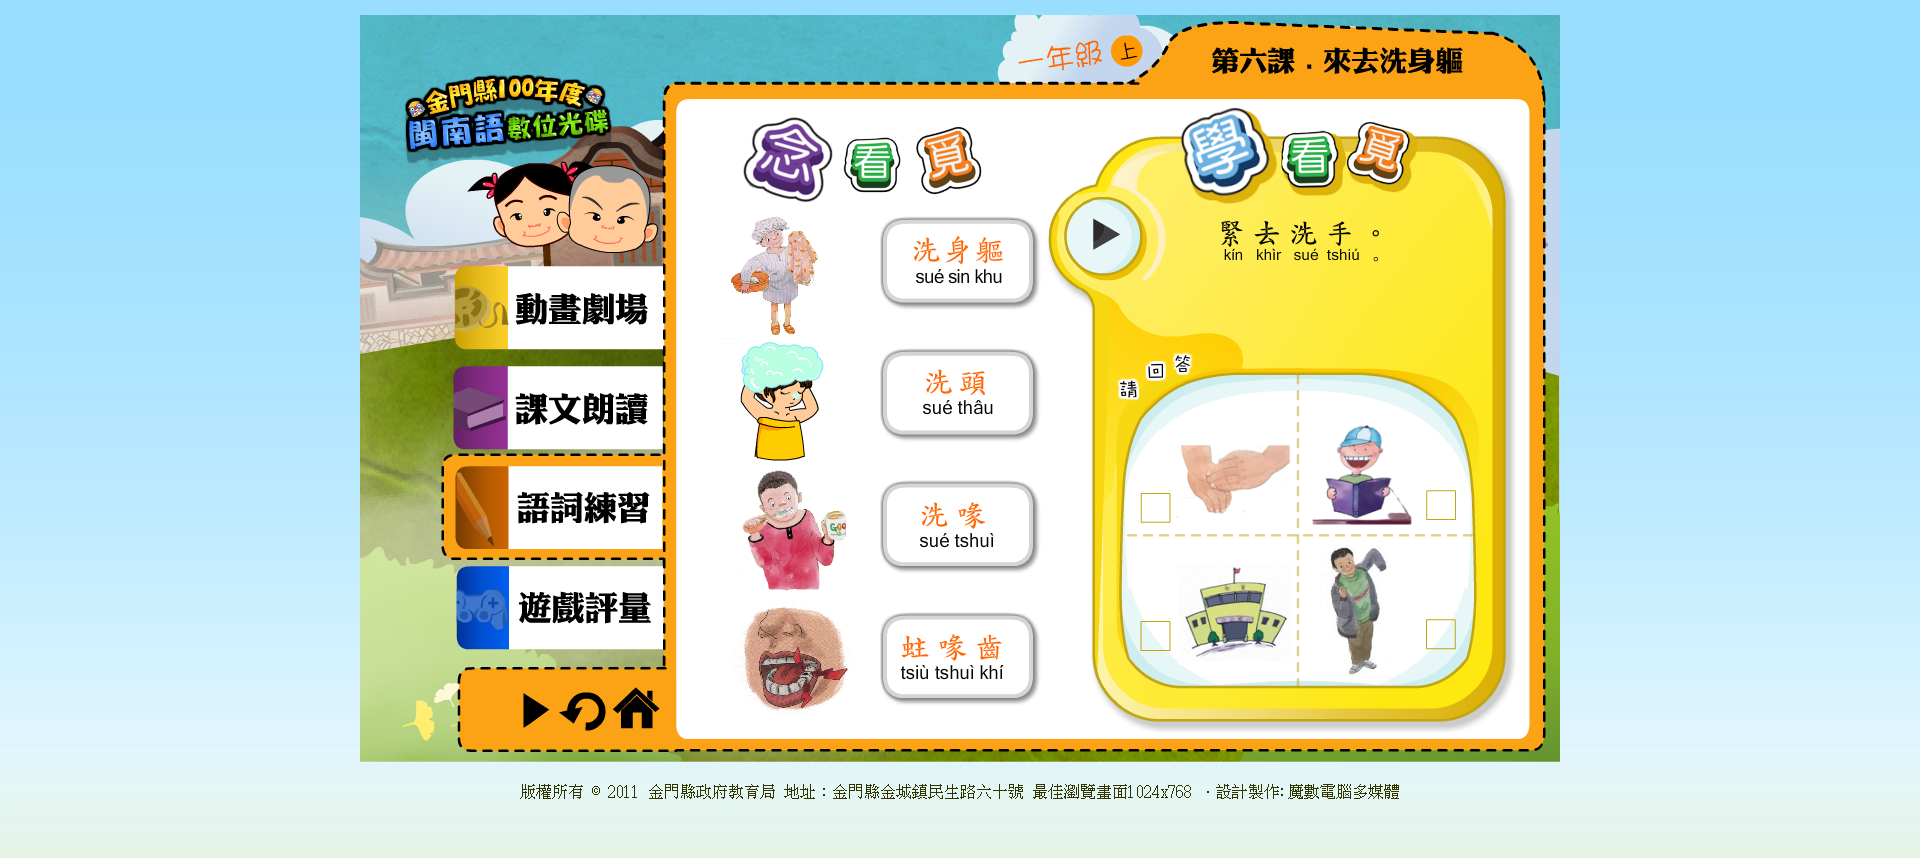 一年級 上
第六課．來去洗身軀
金門縣100年度
閩南語數位光碟
動畫劇場
課文朗讀
語詞練習
遊戲評量
念看覓
洗身軀
sué sin khu
洗頭
sué thâu
洗喙
sué tshuì
蛀喙齒
tsiù tshuì khí
學看覓
緊去洗手。
kín khìr sué tshiú 。
請回答
版權所有 © 2011 金門縣政府教育局 地址：金門縣金城鎮民生路六十號 最佳瀏覽畫面1024x768 ‧設計製作: 魔數電腦多媒體